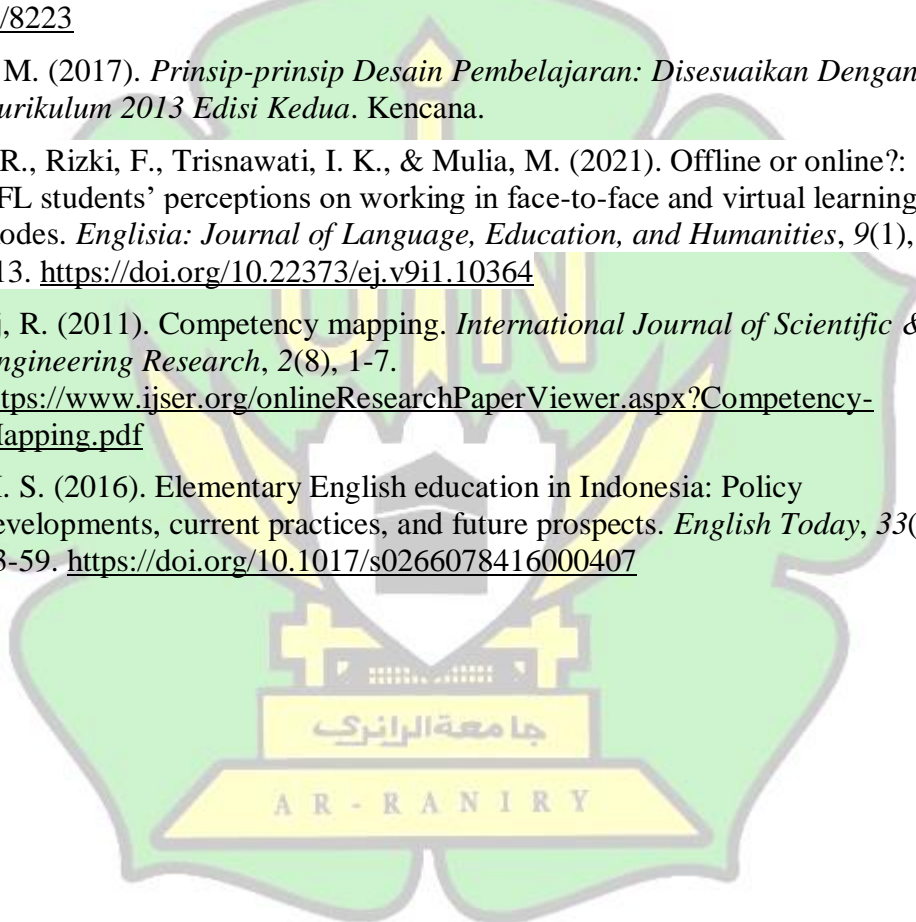 /8223
M. (2017). Prinsip-prinsip Desain Pembelajaran: Disesuaikan Dengan
urikulum 2013 Edisi Kedua. Kencana.
R., Rizki, F., Trisnawati, I. K., & Mulia, M. (2021). Offline or online?:
FL students’ perceptions on working in face-to-face and virtual learning
odes. Englisia: Journal of Language, Education, and Humanities, 9(1),
13. https://doi.org/10.22373/ej.v9i1.10364
j, R. (2011). Competency mapping. International Journal of Scientific &
ngineering Research, 2(8), 1-7.
ttps://www.ijser.org/onlineResearchPaperViewer.aspx?Competency-
Mapping.pdf
. S. (2016). Elementary English education in Indonesia: Policy
evelopments, current practices, and future prospects. English Today, 33(
3-59. https://doi.org/10.1017/s0266078416000407
UIN
جامعة الرانري
AR-RANIRY